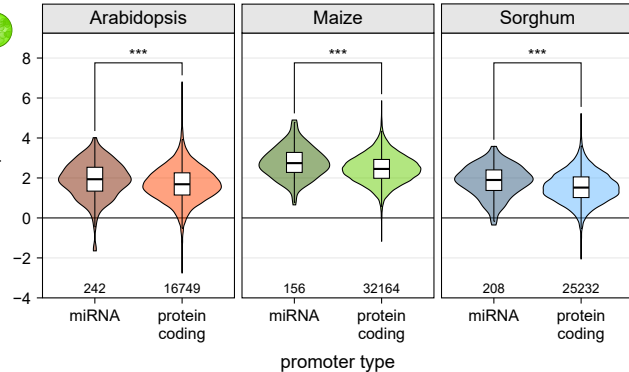 Arabidopsis Maize Sorghum
*** *** ***
8
6
4
2
0
−2
−4
242 16749 156 32164 208 25232
miRNA protein coding miRNA protein coding miRNA protein coding
promoter type